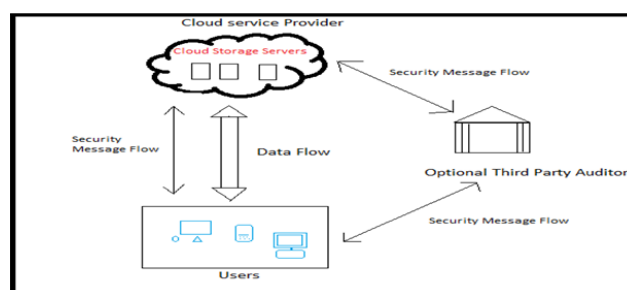 Cloud service Provider
Cloud Storage Servers
Security Message Flow
Security
Message Flow
Data Flow
Optional Third Party Auditor
Security Message Flow
Users